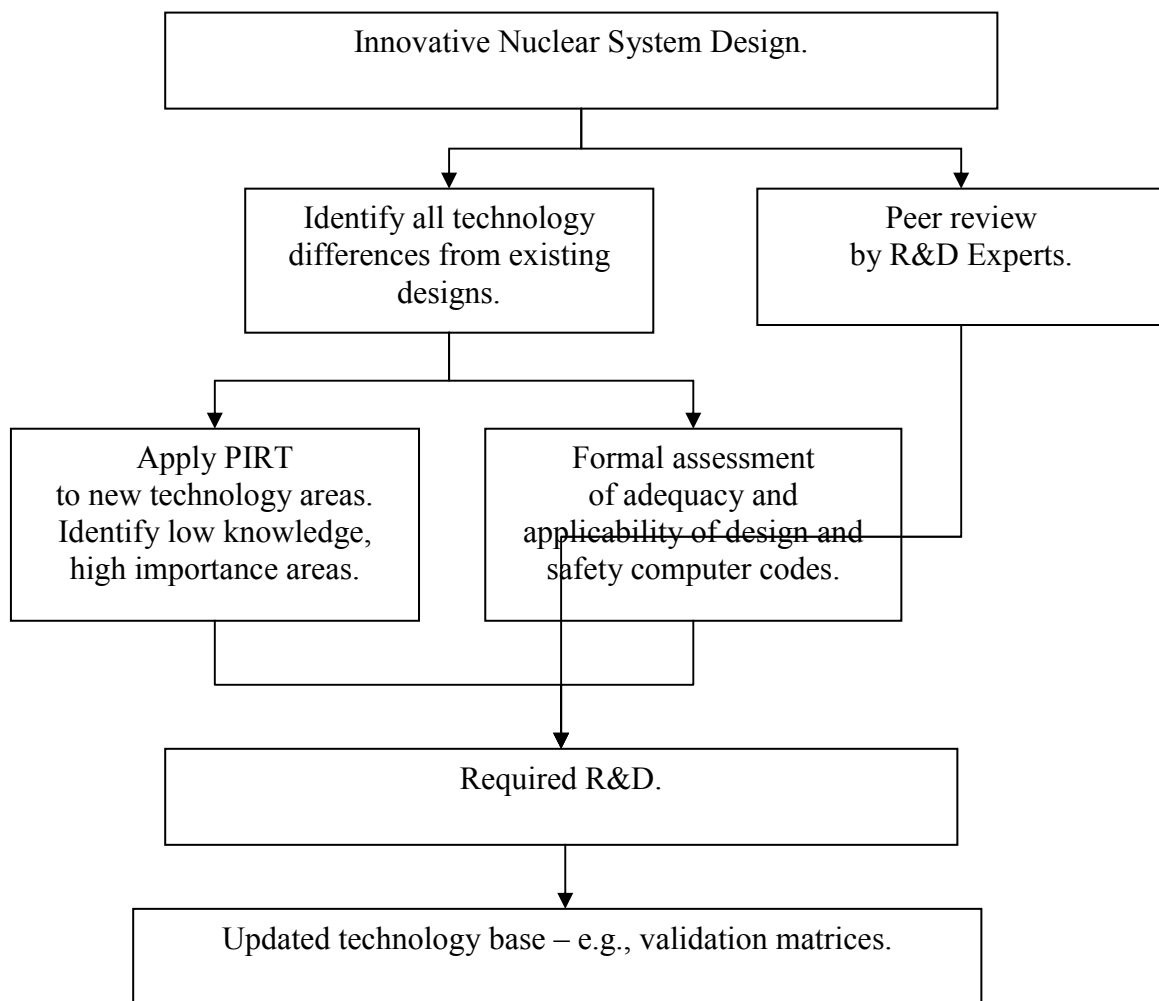 Innovative Nuclear System Design.
Identify all technology
differences from existing
designs.
Peer review
by R&D Experts.
Apply PIRT
to new technology areas.
Identify low knowledge,
high importance areas.
Formal assessment
of adequacy and
applicability of design and
safety computer codes.
Required R&D.
Updated technology base – e.g., validation matrices.